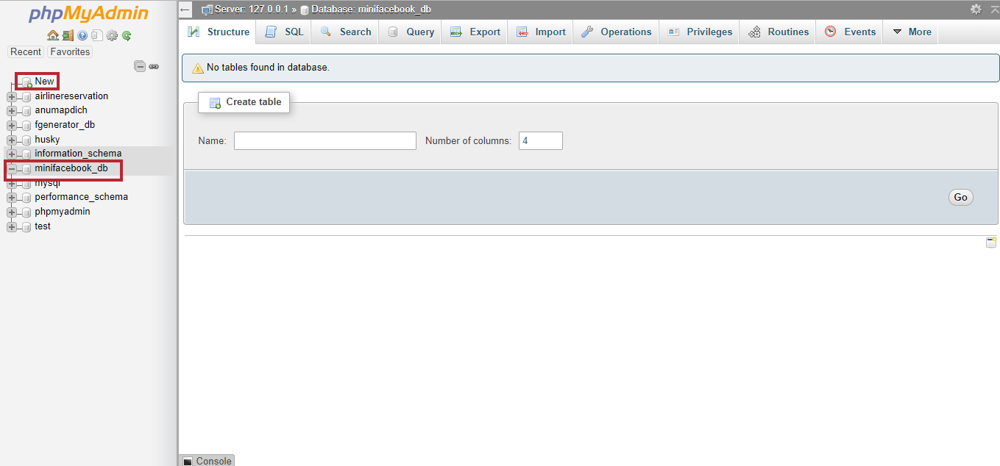 phpMyAdmin
Recent Favorites
New
airlinereservation
anumapdich
fgenerator_db
husky
information_schema
minifacebook_db
mysql
performance_schema
phpmyadmin
test
Server: 127.0.0.1 » Database: minifacebook_db
Structure SQL Search Query Export Import Operations Privileges Routines Events More
No tables found in database.
Create table
Name: Number of columns: 4
Go
Console